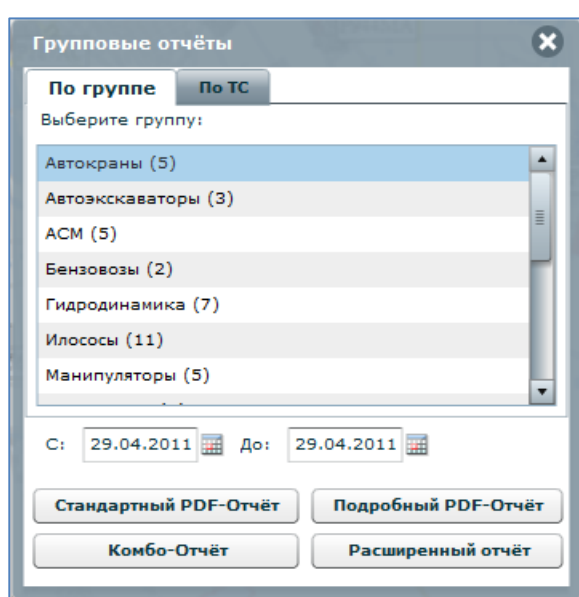 Групповые отчёты
По группе По ТС
Выберите группу:
Автокраны (5)
Автоэкскаваторы (3)
АСМ (5)
Бензовозы (2)
Гидродинамика (7)
Илососы (11)
Манипуляторы (5)
С: 29.04.2011 До: 29.04.2011
Стандартный PDF-Отчёт Подробный PDF-Отчёт
Комбо-Отчёт Расширенный отчёт